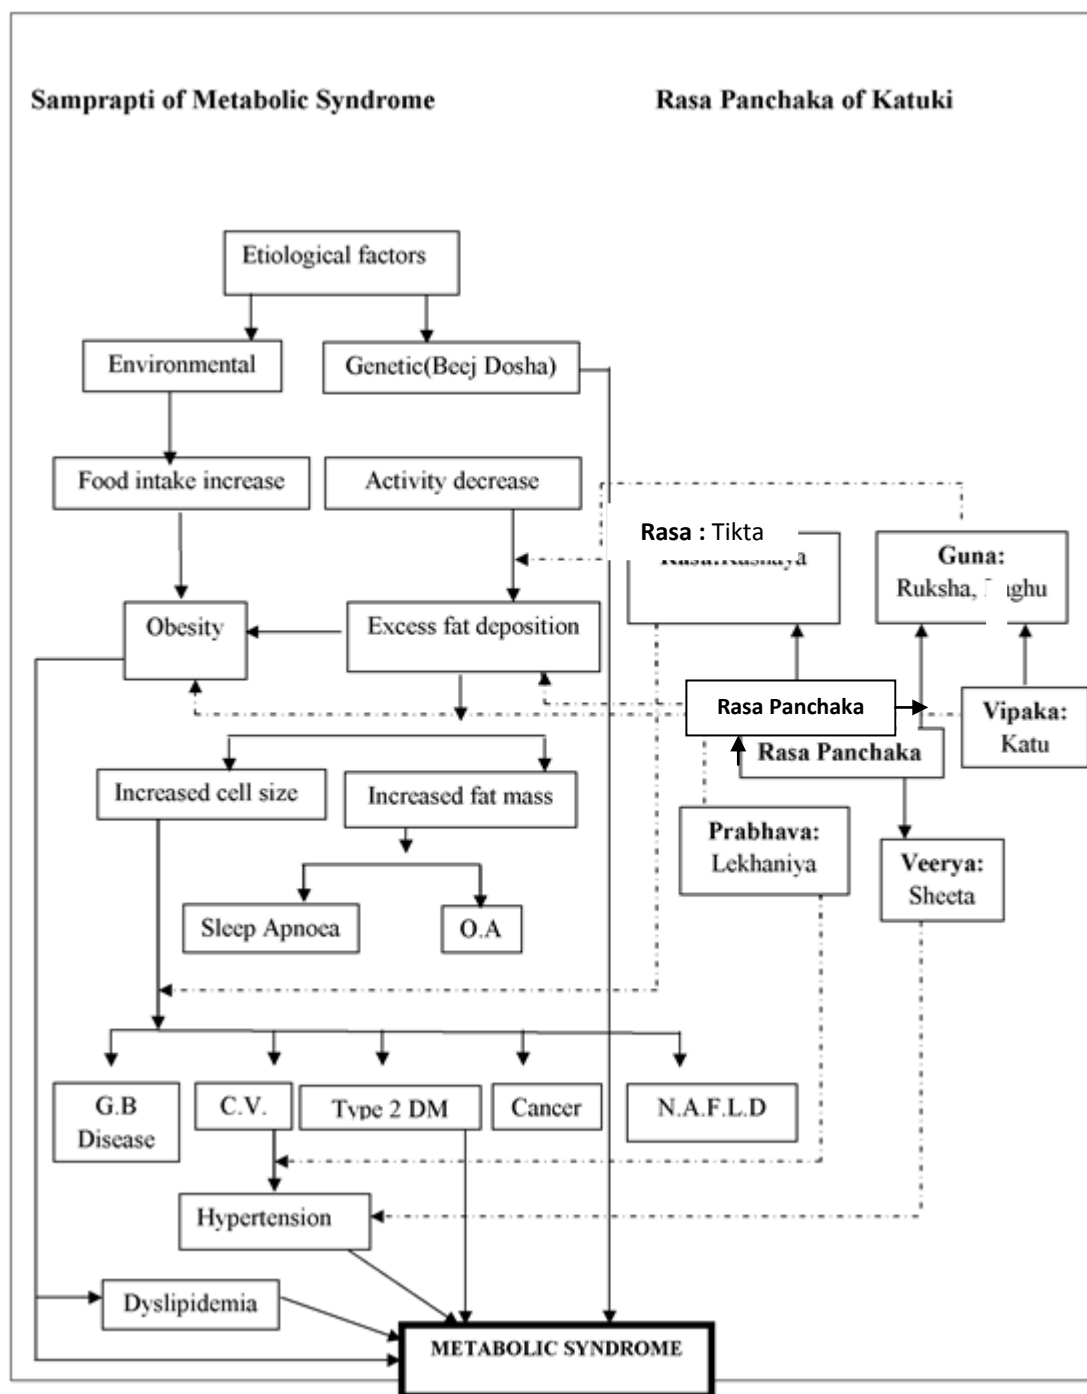 Samprapti of Metabolic Syndrome
Rasa Panchaka of Katuki
Etiological factors
Environmental
Genetic(Beej Dosha)
Food intake increase
Activity decrease
Rasa : Tikta
Guna:
Ruksha,
Obesity
Excess fat deposition
Rasa Panchaka
Rasa Panchaka
Vipaka:
Katu
Increased cell size
Increased fat mass
Prabhava:
Lekhaniya
Veerya:
Sheeta
Sleep Apnoea
O.A
G.B
Disease
C.V.
Type 2 DM
Cancer
N.A.F.L.D
Hypertension
Dyslipidemia
METABOLIC SYNDROME